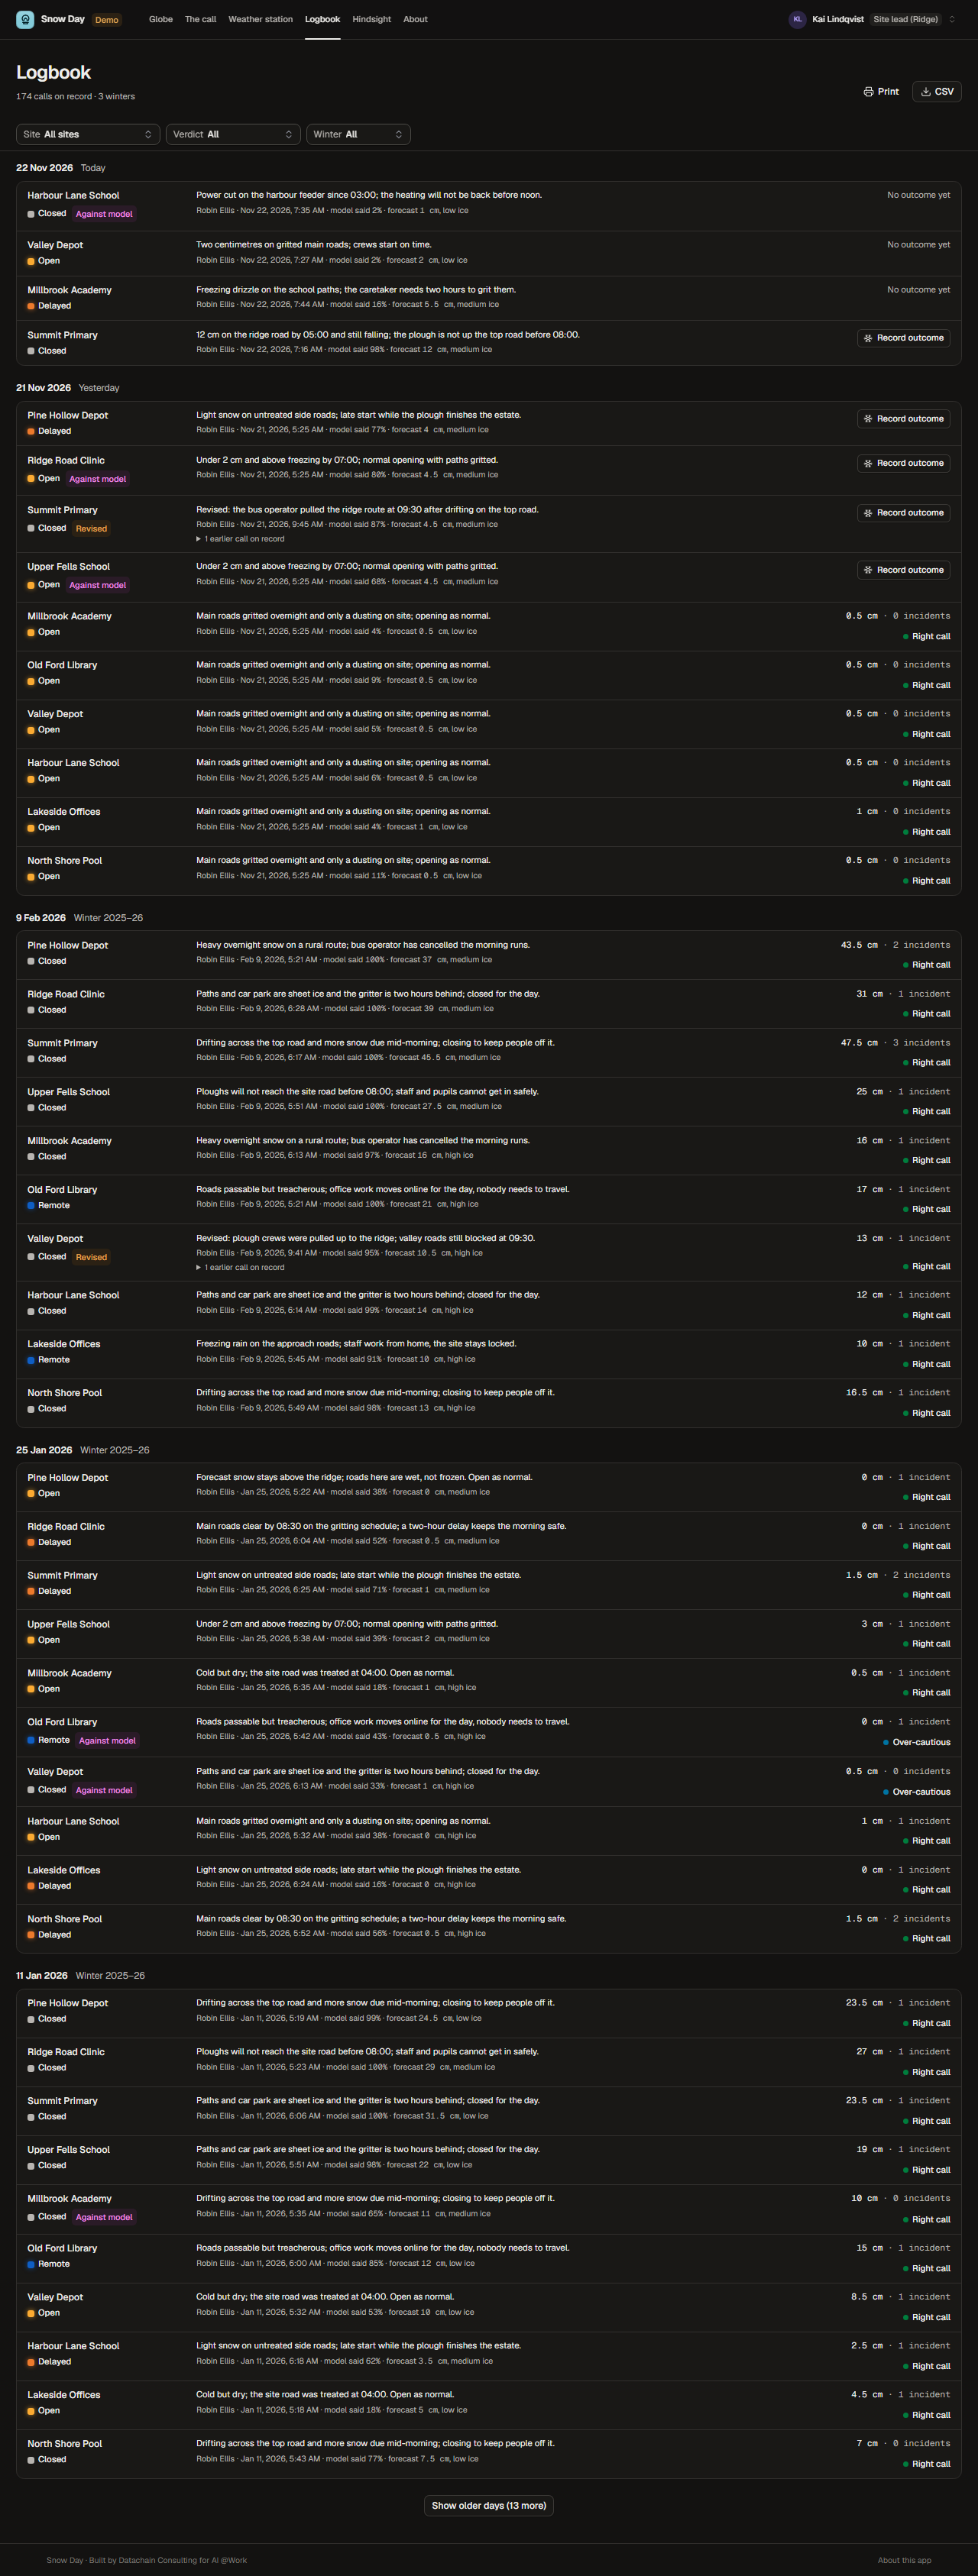 Snow Day Demo Globe The call Weather station Logbook Hindsight About KL Kai Lindqvist Site lead (Ridge)
Logbook
174 calls on record · 3 winters
Print CSV
Site All sites Verdict All Winter All
22 Nov 2026 Today
Harbour Lane School Power cut on the harbour feeder since 03:00; the heating will not be back before noon. No outcome yet
Closed Against model Robin Ellis · Nov 22, 2026, 7:35 AM · model said 2% · forecast 1 cm, low ice
Valley Depot Two centimetres on gritted main roads; crews start on time. No outcome yet
Open Robin Ellis · Nov 22, 2026, 7:27 AM · model said 2% · forecast 2 cm, low ice
Millbrook Academy Freezing drizzle on the school paths; the caretaker needs two hours to grit them. No outcome yet
Delayed Robin Ellis · Nov 22, 2026, 7:44 AM · model said 16% · forecast 5.5 cm, medium ice
Summit Primary 12 cm on the ridge road by 05:00 and still falling; the plough is not up the top road before 08:00. Record outcome
Closed Robin Ellis · Nov 22, 2026, 7:16 AM · model said 98% · forecast 12 cm, medium ice
21 Nov 2026 Yesterday
Pine Hollow Depot Light snow on untreated side roads; late start while the plough finishes the estate. Record outcome
Delayed Robin Ellis · Nov 21, 2026, 5:25 AM · model said 77% · forecast 4 cm, medium ice
Ridge Road Clinic Under 2 cm and above freezing by 07:00; normal opening with paths gritted. Record outcome
Open Against model Robin Ellis · Nov 21, 2026, 5:25 AM · model said 80% · forecast 4.5 cm, medium ice
Summit Primary Revised: the bus operator pulled the ridge route at 09:30 after drifting on the top road. Record outcome
Closed Revised Robin Ellis · Nov 21, 2026, 9:45 AM · model said 87% · forecast 4.5 cm, medium ice
1 earlier call on record
Upper Fells School Under 2 cm and above freezing by 07:00; normal opening with paths gritted. Record outcome
Open Against model Robin Ellis · Nov 21, 2026, 5:25 AM · model said 68% · forecast 4.5 cm, medium ice
Millbrook Academy Main roads gritted overnight and only a dusting on site; opening as normal. 0.5 cm · 0 incidents
Open Robin Ellis · Nov 21, 2026, 5:25 AM · model said 4% · forecast 0.5 cm, low ice Right call
Old Ford Library Main roads gritted overnight and only a dusting on site; opening as normal. 0.5 cm · 0 incidents
Open Robin Ellis · Nov 21, 2026, 5:25 AM · model said 9% · forecast 0.5 cm, low ice Right call
Valley Depot Main roads gritted overnight and only a dusting on site; opening as normal. 0.5 cm · 0 incidents
Open Robin Ellis · Nov 21, 2026, 5:25 AM · model said 5% · forecast 0.5 cm, low ice Right call
Harbour Lane School Main roads gritted overnight and only a dusting on site; opening as normal. 0.5 cm · 0 incidents
Open Robin Ellis · Nov 21, 2026, 5:25 AM · model said 6% · forecast 0.5 cm, low ice Right call
Lakeside Offices Main roads gritted overnight and only a dusting on site; opening as normal. 1 cm · 0 incidents
Open Robin Ellis · Nov 21, 2026, 5:25 AM · model said 4% · forecast 1 cm, low ice Right call
North Shore Pool Main roads gritted overnight and only a dusting on site; opening as normal. 0.5 cm · 0 incidents
Open Robin Ellis · Nov 21, 2026, 5:25 AM · model said 11% · forecast 0.5 cm, low ice Right call
9 Feb 2026 Winter 2025–26
Pine Hollow Depot Heavy overnight snow on a rural route; bus operator has cancelled the morning runs. 43.5 cm · 2 incidents
Closed Robin Ellis · Feb 9, 2026, 5:21 AM · model said 100% · forecast 37 cm, medium ice Right call
Ridge Road Clinic Paths and car park are sheet ice and the gritter is two hours behind; closed for the day. 31 cm · 1 incident
Closed Robin Ellis · Feb 9, 2026, 6:28 AM · model said 100% · forecast 39 cm, medium ice Right call
Summit Primary Drifting across the top road and more snow due mid-morning; closing to keep people off it. 47.5 cm · 3 incidents
Closed Robin Ellis · Feb 9, 2026, 6:17 AM · model said 100% · forecast 45.5 cm, medium ice Right call
Upper Fells School Ploughs will not reach the site road before 08:00; staff and pupils cannot get in safely. 25 cm · 1 incident
Closed Robin Ellis · Feb 9, 2026, 5:51 AM · model said 100% · forecast 27.5 cm, medium ice Right call
Millbrook Academy Heavy overnight snow on a rural route; bus operator has cancelled the morning runs. 16 cm · 1 incident
Closed Robin Ellis · Feb 9, 2026, 6:13 AM · model said 97% · forecast 16 cm, high ice Right call
Old Ford Library Roads passable but treacherous; office work moves online for the day, nobody needs to travel. 17 cm · 1 incident
Remote Robin Ellis · Feb 9, 2026, 5:21 AM · model said 100% · forecast 21 cm, high ice Right call
Valley Depot Revised: plough crews were pulled up to the ridge; valley roads still blocked at 09:30. 13 cm · 1 incident
Closed Revised Robin Ellis · Feb 9, 2026, 9:41 AM · model said 95% · forecast 10.5 cm, high ice
1 earlier call on record Right call
Harbour Lane School Paths and car park are sheet ice and the gritter is two hours behind; closed for the day. 12 cm · 1 incident
Closed Robin Ellis · Feb 9, 2026, 6:14 AM · model said 99% · forecast 14 cm, high ice Right call
Lakeside Offices Freezing rain on the approach roads; staff work from home, the site stays locked. 10 cm · 1 incident
Remote Robin Ellis · Feb 9, 2026, 5:45 AM · model said 91% · forecast 10 cm, high ice Right call
North Shore Pool Drifting across the top road and more snow due mid-morning; closing to keep people off it. 16.5 cm · 1 incident
Closed Robin Ellis · Feb 9, 2026, 5:49 AM · model said 98% · forecast 13 cm, high ice Right call
25 Jan 2026 Winter 2025–26
Pine Hollow Depot Forecast snow stays above the ridge; roads here are wet, not frozen. Open as normal. 0 cm · 1 incident
Open Robin Ellis · Jan 25, 2026, 5:22 AM · model said 38% · forecast 0 cm, medium ice Right call
Ridge Road Clinic Main roads clear by 08:30 on the gritting schedule; a two-hour delay keeps the morning safe. 0 cm · 1 incident
Delayed Robin Ellis · Jan 25, 2026, 6:04 AM · model said 52% · forecast 0.5 cm, medium ice Right call
Summit Primary Light snow on untreated side roads; late start while the plough finishes the estate. 1.5 cm · 2 incidents
Delayed Robin Ellis · Jan 25, 2026, 6:25 AM · model said 71% · forecast 1 cm, medium ice Right call
Upper Fells School Under 2 cm and above freezing by 07:00; normal opening with paths gritted. 3 cm · 1 incident
Open Robin Ellis · Jan 25, 2026, 5:38 AM · model said 39% · forecast 2 cm, medium ice Right call
Millbrook Academy Cold but dry; the site road was treated at 04:00. Open as normal. 0.5 cm · 1 incident
Open Robin Ellis · Jan 25, 2026, 5:35 AM · model said 18% · forecast 1 cm, high ice Right call
Old Ford Library Roads passable but treacherous; office work moves online for the day, nobody needs to travel. 0 cm · 1 incident
Remote Against model Robin Ellis · Jan 25, 2026, 5:42 AM · model said 43% · forecast 0.5 cm, high ice Over-cautious
Valley Depot Paths and car park are sheet ice and the gritter is two hours behind; closed for the day. 0.5 cm · 0 incidents
Closed Against model Robin Ellis · Jan 25, 2026, 6:13 AM · model said 33% · forecast 1 cm, high ice Over-cautious
Harbour Lane School Main roads gritted overnight and only a dusting on site; opening as normal. 1 cm · 1 incident
Open Robin Ellis · Jan 25, 2026, 5:32 AM · model said 38% · forecast 0 cm, high ice Right call
Lakeside Offices Light snow on untreated side roads; late start while the plough finishes the estate. 0 cm · 1 incident
Delayed Robin Ellis · Jan 25, 2026, 6:24 AM · model said 16% · forecast 0 cm, high ice Right call
North Shore Pool Main roads clear by 08:30 on the gritting schedule; a two-hour delay keeps the morning safe. 1.5 cm · 2 incidents
Delayed Robin Ellis · Jan 25, 2026, 5:52 AM · model said 56% · forecast 0.5 cm, high ice Right call
11 Jan 2026 Winter 2025–26
Pine Hollow Depot Drifting across the top road and more snow due mid-morning; closing to keep people off it. 23.5 cm · 1 incident
Closed Robin Ellis · Jan 11, 2026, 5:19 AM · model said 99% · forecast 24.5 cm, low ice Right call
Ridge Road Clinic Ploughs will not reach the site road before 08:00; staff and pupils cannot get in safely. 27 cm · 1 incident
Closed Robin Ellis · Jan 11, 2026, 5:23 AM · model said 100% · forecast 29 cm, medium ice Right call
Summit Primary Paths and car park are sheet ice and the gritter is two hours behind; closed for the day. 23.5 cm · 1 incident
Closed Robin Ellis · Jan 11, 2026, 6:06 AM · model said 100% · forecast 31.5 cm, low ice Right call
Upper Fells School Paths and car park are sheet ice and the gritter is two hours behind; closed for the day. 19 cm · 1 incident
Closed Robin Ellis · Jan 11, 2026, 5:51 AM · model said 98% · forecast 22 cm, low ice Right call
Millbrook Academy Drifting across the top road and more snow due mid-morning; closing to keep people off it. 10 cm · 0 incidents
Closed Against model Robin Ellis · Jan 11, 2026, 5:35 AM · model said 65% · forecast 11 cm, medium ice Right call
Old Ford Library Roads passable but treacherous; office work moves online for the day, nobody needs to travel. 15 cm · 1 incident
Remote Robin Ellis · Jan 11, 2026, 6:00 AM · model said 85% · forecast 12 cm, low ice Right call
Valley Depot Cold but dry; the site road was treated at 04:00. Open as normal. 8.5 cm · 1 incident
Open Robin Ellis · Jan 11, 2026, 5:32 AM · model said 53% · forecast 10 cm, low ice Right call
Harbour Lane School Light snow on untreated side roads; late start while the plough finishes the estate. 2.5 cm · 1 incident
Delayed Robin Ellis · Jan 11, 2026, 6:18 AM · model said 62% · forecast 3.5 cm, medium ice Right call
Lakeside Offices Cold but dry; the site road was treated at 04:00. Open as normal. 4.5 cm · 1 incident
Open Robin Ellis · Jan 11, 2026, 5:18 AM · model said 18% · forecast 5 cm, low ice Right call
North Shore Pool Drifting across the top road and more snow due mid-morning; closing to keep people off it. 7 cm · 0 incidents
Closed Robin Ellis · Jan 11, 2026, 5:43 AM · model said 77% · forecast 7.5 cm, low ice Right call
Show older days (13 more)
Snow Day · Built by Datachain Consulting for AI @Work About this app